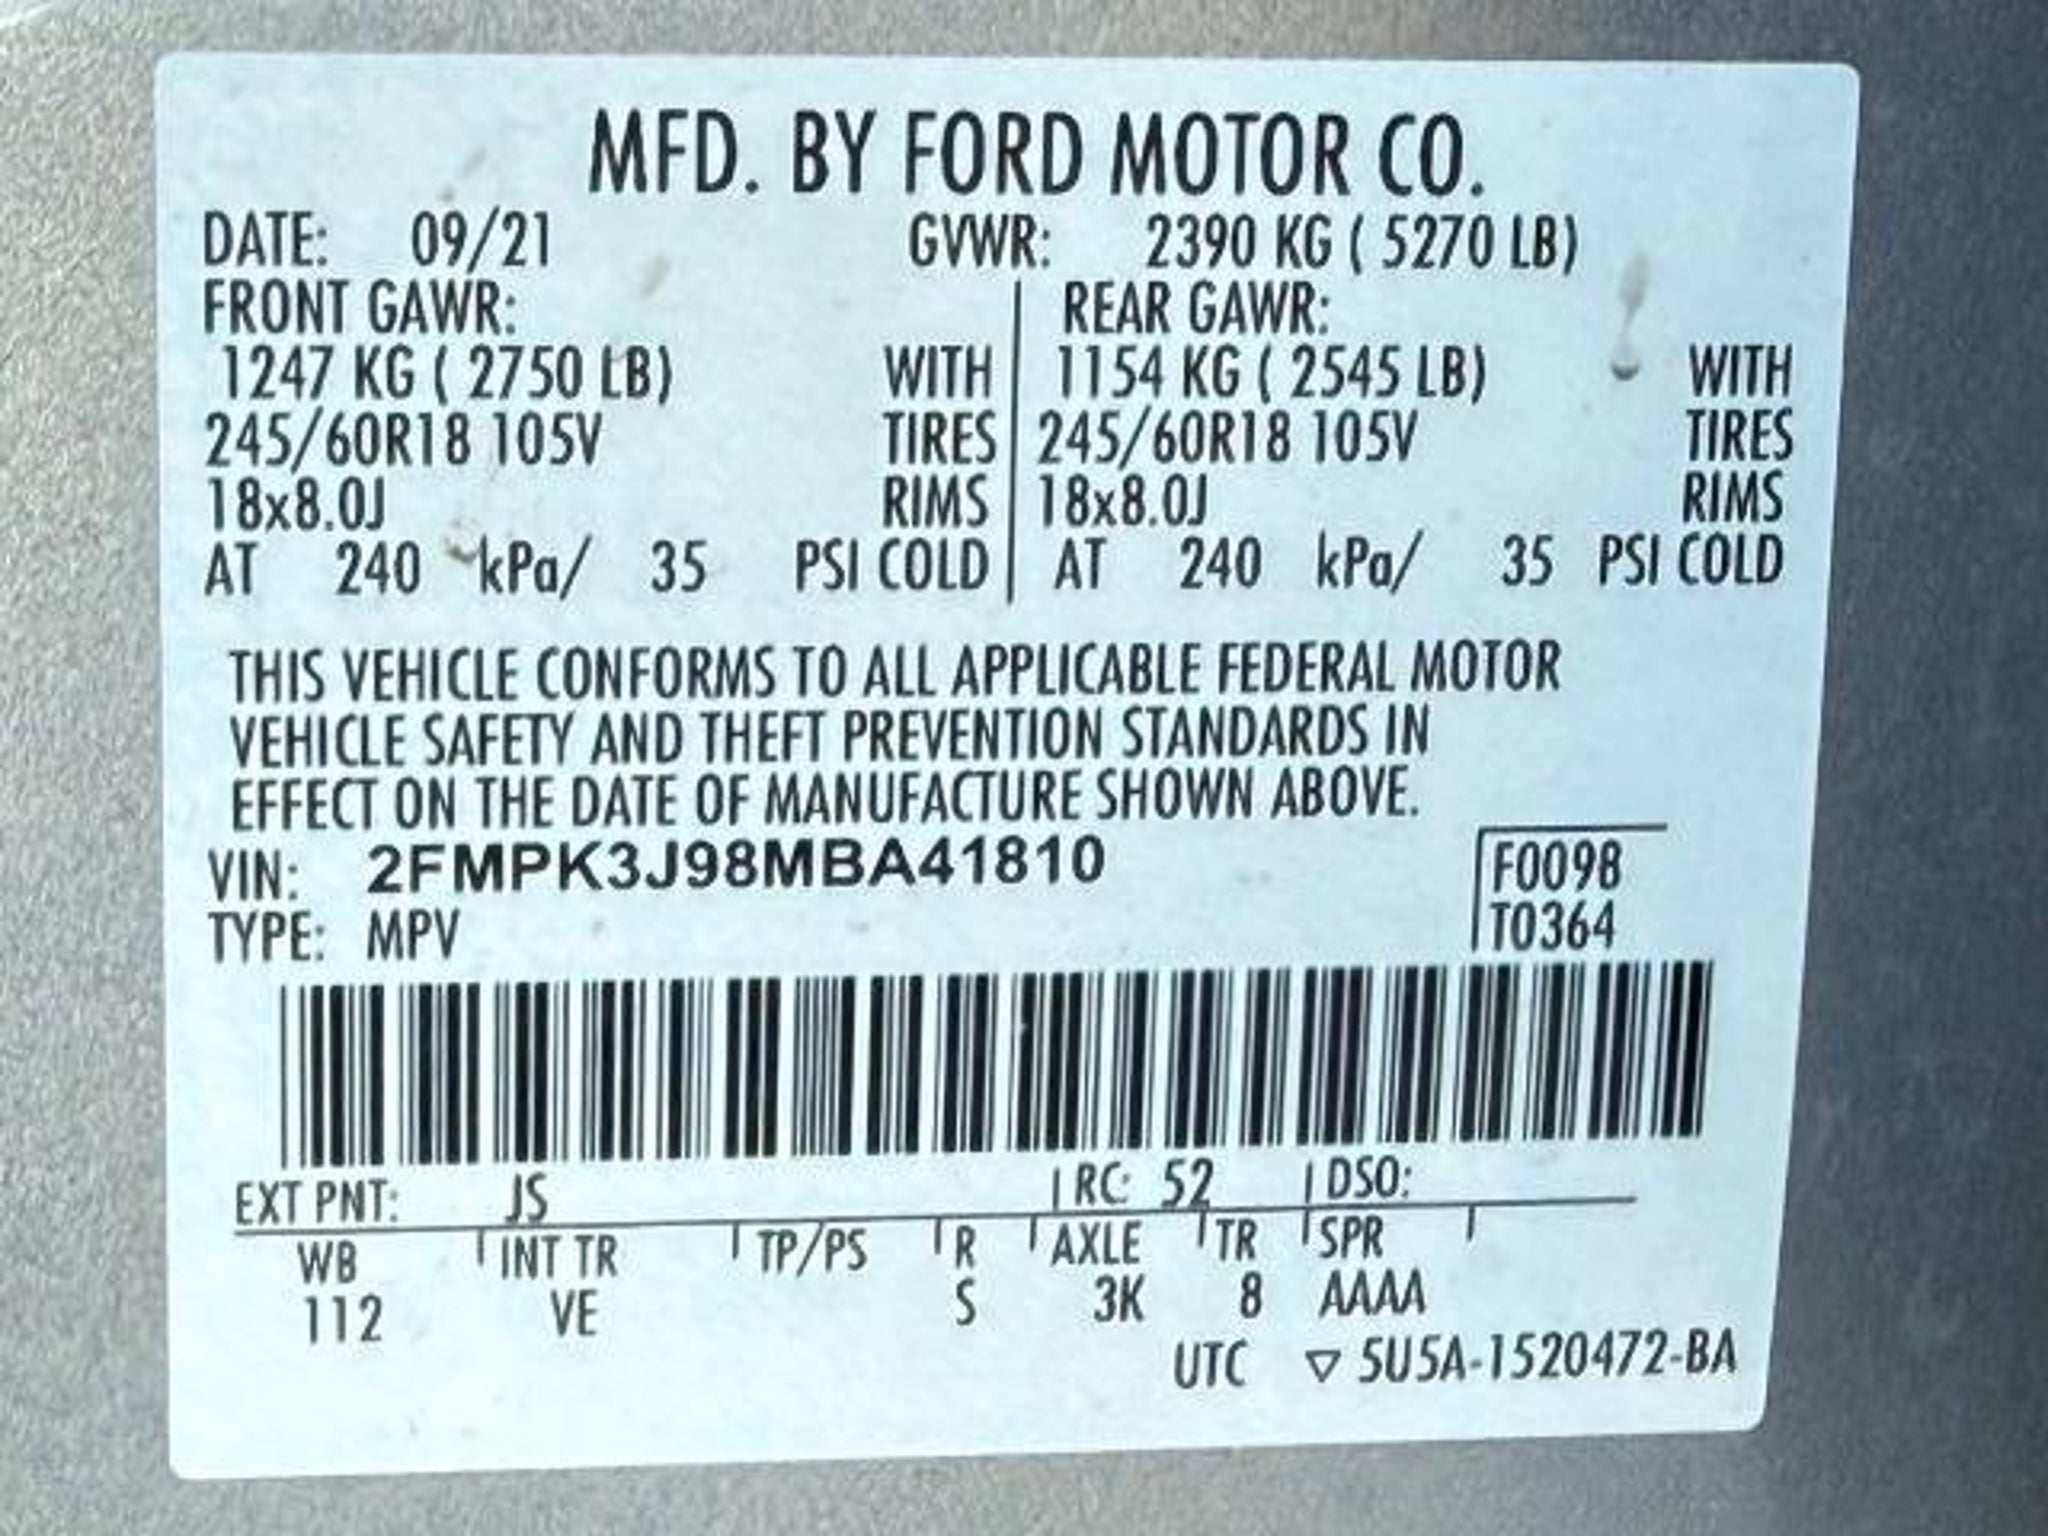 MFD. BY FORD MOTOR CO.
DATE: 09/21 GVWR: 2390 KG ( 5270 LB)
FRONT GAWR: REAR GAWR:
1247 KG ( 2750 LB) WITH 1154 KG ( 2545 LB) WITH
245/60R18 105V TIRES 245/60R18 105V TIRES
18x8.0J RIMS 18x8.0J RIMS
AT 240 kPa/ 35 PSI COLD AT 240 kPa/ 35 PSI COLD
THIS VEHICLE CONFORMS TO ALL APPLICABLE FEDERAL MOTOR
VEHICLE SAFETY AND THEFT PREVENTION STANDARDS IN
EFFECT ON THE DATE OF MANUFACTURE SHOWN ABOVE.
VIN: 2FMPK3J98MBA41810 F0098
TYPE: MPV T0364
EXT PNT: JS RC: 52 DSO:
WB INT TR TP/PS R AXLE TR SPR
112 VE S 3K 8 AAAA
UTC ▽ 5U5A-1520472-BA